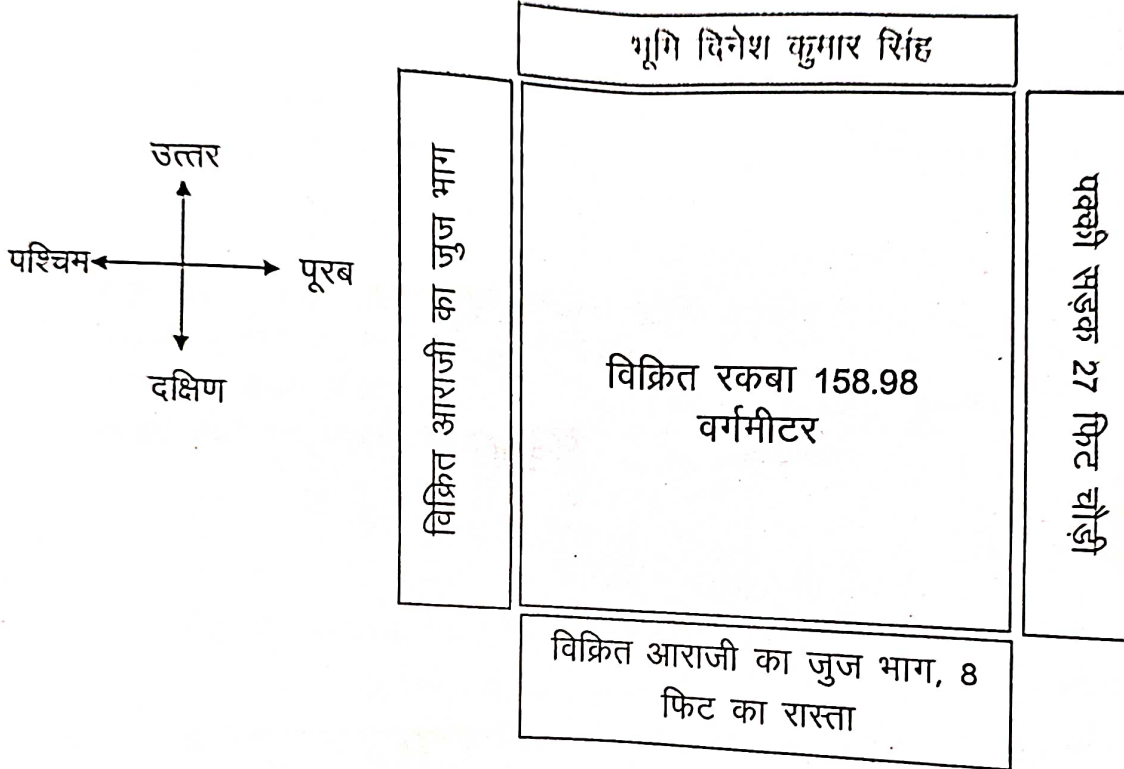 भूमि दिनेश कुमार सिंह
उत्तर
पश्चिम
पूरब
दक्षिण
विक्रित आराजी का जुज भाग
विक्रित रकबा 158.98
वर्गमीटर
पक्की सड़क 27 फिट चौड़ी
विक्रित आराजी का जुज भाग, 8
फिट का रास्ता